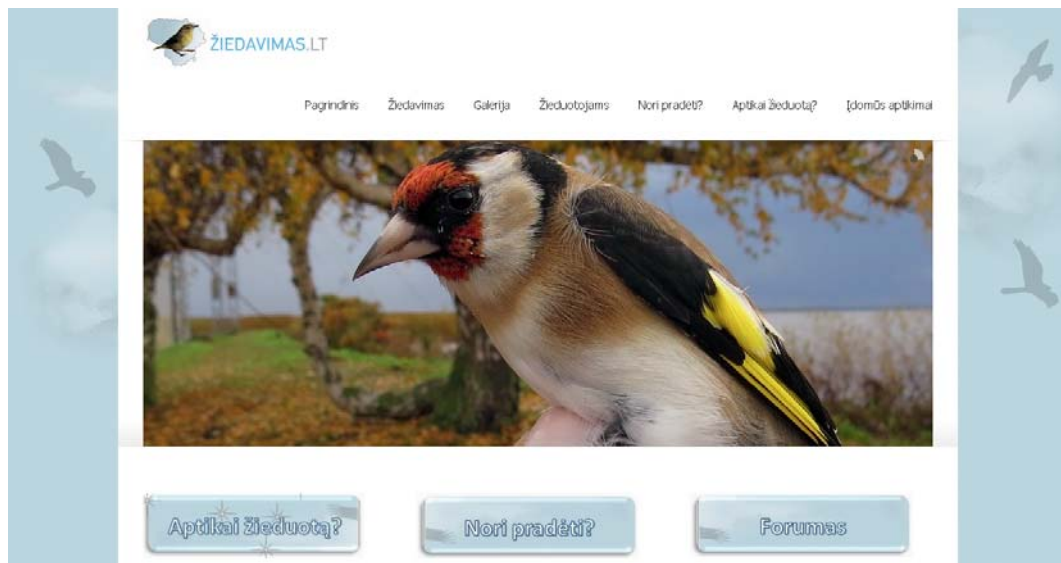 ŽIEDAVIMAS.LT
Pagrindinis Žiedavimas Galerija Žieduotojams Nori pradėti? Aptikai žieduotą? Įdomūs aptikimai
Aptikai žieduotą? Nori pradėti? Forumas